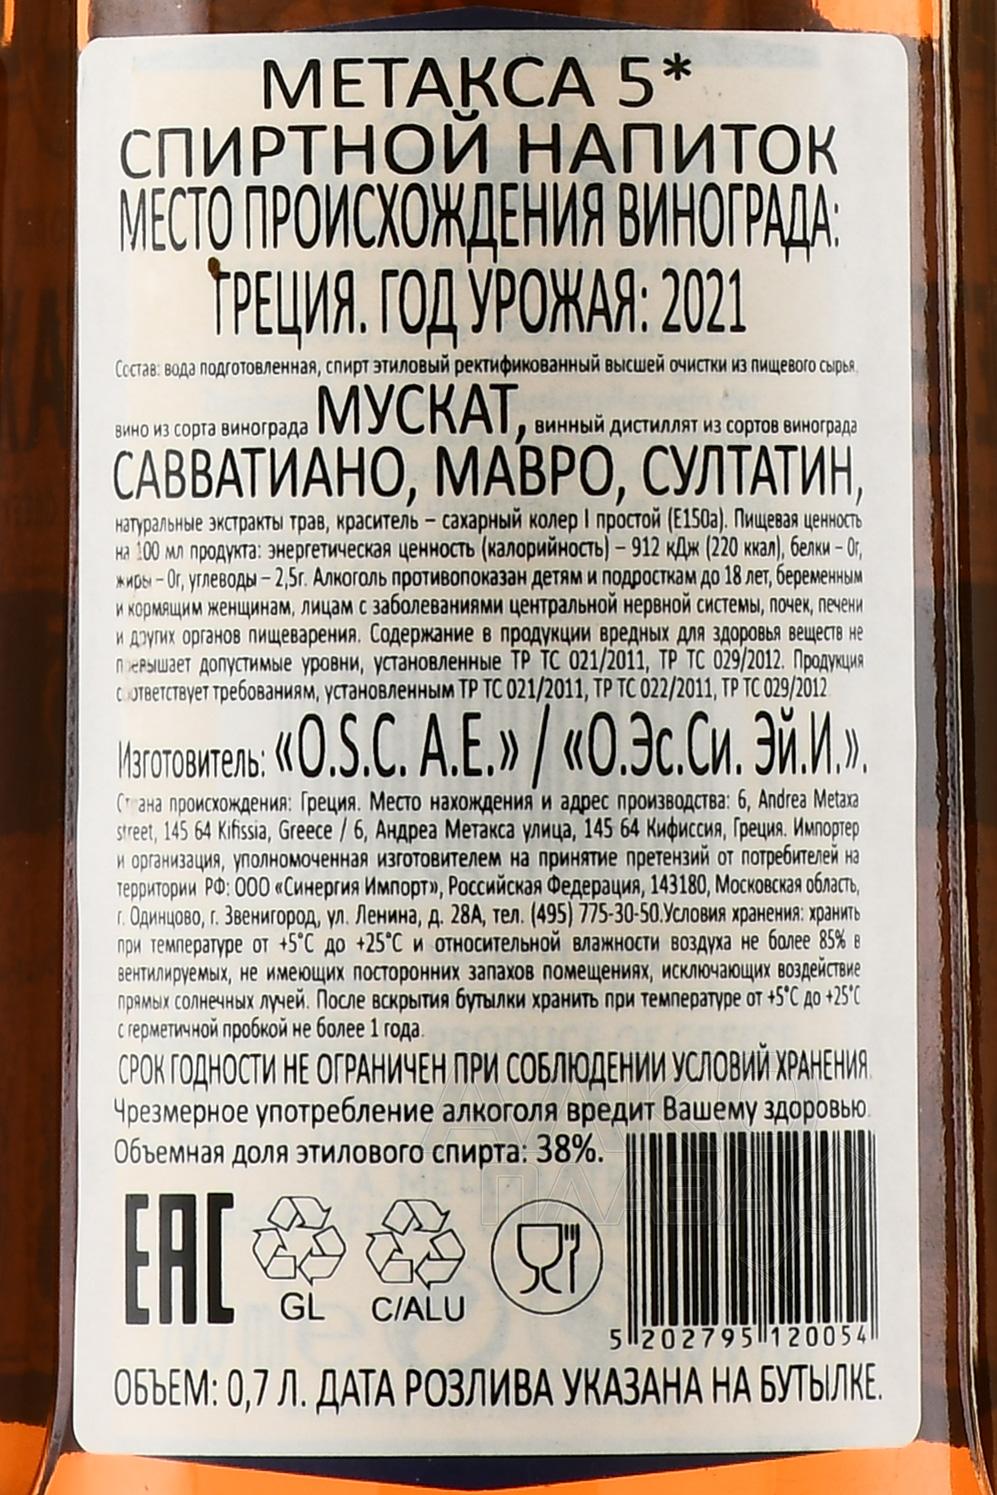 МЕТАКСА 5*
СПИРТНОЙ НАПИТОК
МЕСТО ПРОИСХОЖДЕНИЯ ВИНОГРАДА:
ГРЕЦИЯ. ГОД УРОЖАЯ: 2021
Состав: вода подготовленная, спирт этиловый ректификованный высшей очистки из пищевого сырья
вино из сорта винограда МУСКАТ, винный дистиллят из сортов винограда
САВВАТИАНО, МАВРО, СУЛТАТИН,
натуральные экстракты трав, краситель – сахарный колер I простой (Е150а). Пищевая ценность
на 100 мл продукта: энергетическая ценность (калорийность) – 912 кДж (220 ккал), белки – 0г,
жиры – 0г, углеводы – 2,5г. Алкоголь противопоказан детям и подросткам до 18 лет, беременным
и кормящим женщинам, лицам с заболеваниями центральной нервной системы, почек, печени
и других органов пищеварения. Содержание в продукции вредных для здоровья веществ не
превышает допустимые уровни, установленные ТР ТС 021/2011, ТР ТС 029/2012. Продукция
соответствует требованиям, установленным ТР ТС 021/2011, ТР ТС 022/2011, ТР ТС 029/2012
Изготовитель: «O.S.C. A.E.» / «О.Эс.Си. Эй.И.».
Страна происхождения: Греция. Место нахождения и адрес производства: 6, Andrea Metaxa
street, 145 64 Kifissia, Greece / 6, Андреа Метакса улица, 145 64 Кифиссия, Греция. Импортер
и организация, уполномоченная изготовителем на принятие претензий от потребителей на
территории РФ: ООО «Синергия Импорт», Российская Федерация, 143180, Московская область,
г. Одинцово, г. Звенигород, ул. Ленина, д. 28А, тел. (495) 775-30-50.Условия хранения: хранить
при температуре от +5°С до +25°С и относительной влажности воздуха не более 85% в
вентилируемых, не имеющих посторонних запахов помещениях, исключающих воздействие
прямых солнечных лучей. После вскрытия бутылки хранить при температуре от +5°С до +25°С
с герметичной пробкой не более 1 года.
СРОК ГОДНОСТИ НЕ ОГРАНИЧЕН ПРИ СОБЛЮДЕНИИ УСЛОВИЙ ХРАНЕНИЯ
Чрезмерное употребление алкоголя вредит Вашему здоровью.
Объемная доля этилового спирта: 38%.
EAC
GL C/ALU
5 202795 120054
ОБЪЕМ: 0,7 Л. ДАТА РОЗЛИВА УКАЗАНА НА БУТЫЛКЕ.